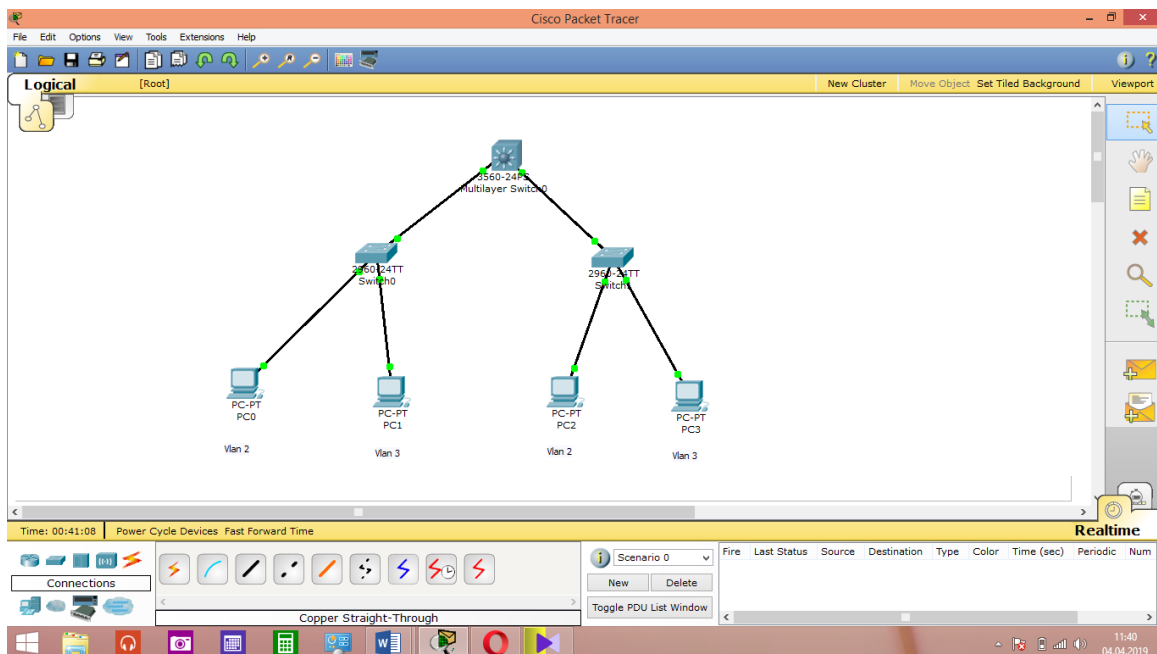 Cisco Packet Tracer
File Edit Options View Tools Extensions Help
Logical [Root] New Cluster Move Object Set Tiled Background Viewport
3560-24PS
Multilayer Switch0
2960-24TT
Switch0
2960-24TT
Switch1
PC-PT
PC0
PC-PT
PC1
PC-PT
PC2
PC-PT
PC3
Vlan 2
Vlan 3
Vlan 2
Vlan 3
Time: 00:41:08 Power Cycle Devices Fast Forward Time Realtime
Connections
Copper Straight-Through
Scenario 0
New Delete
Toggle PDU List Window
Fire Last Status Source Destination Type Color Time (sec) Periodic Num
11:40
04.04.2019